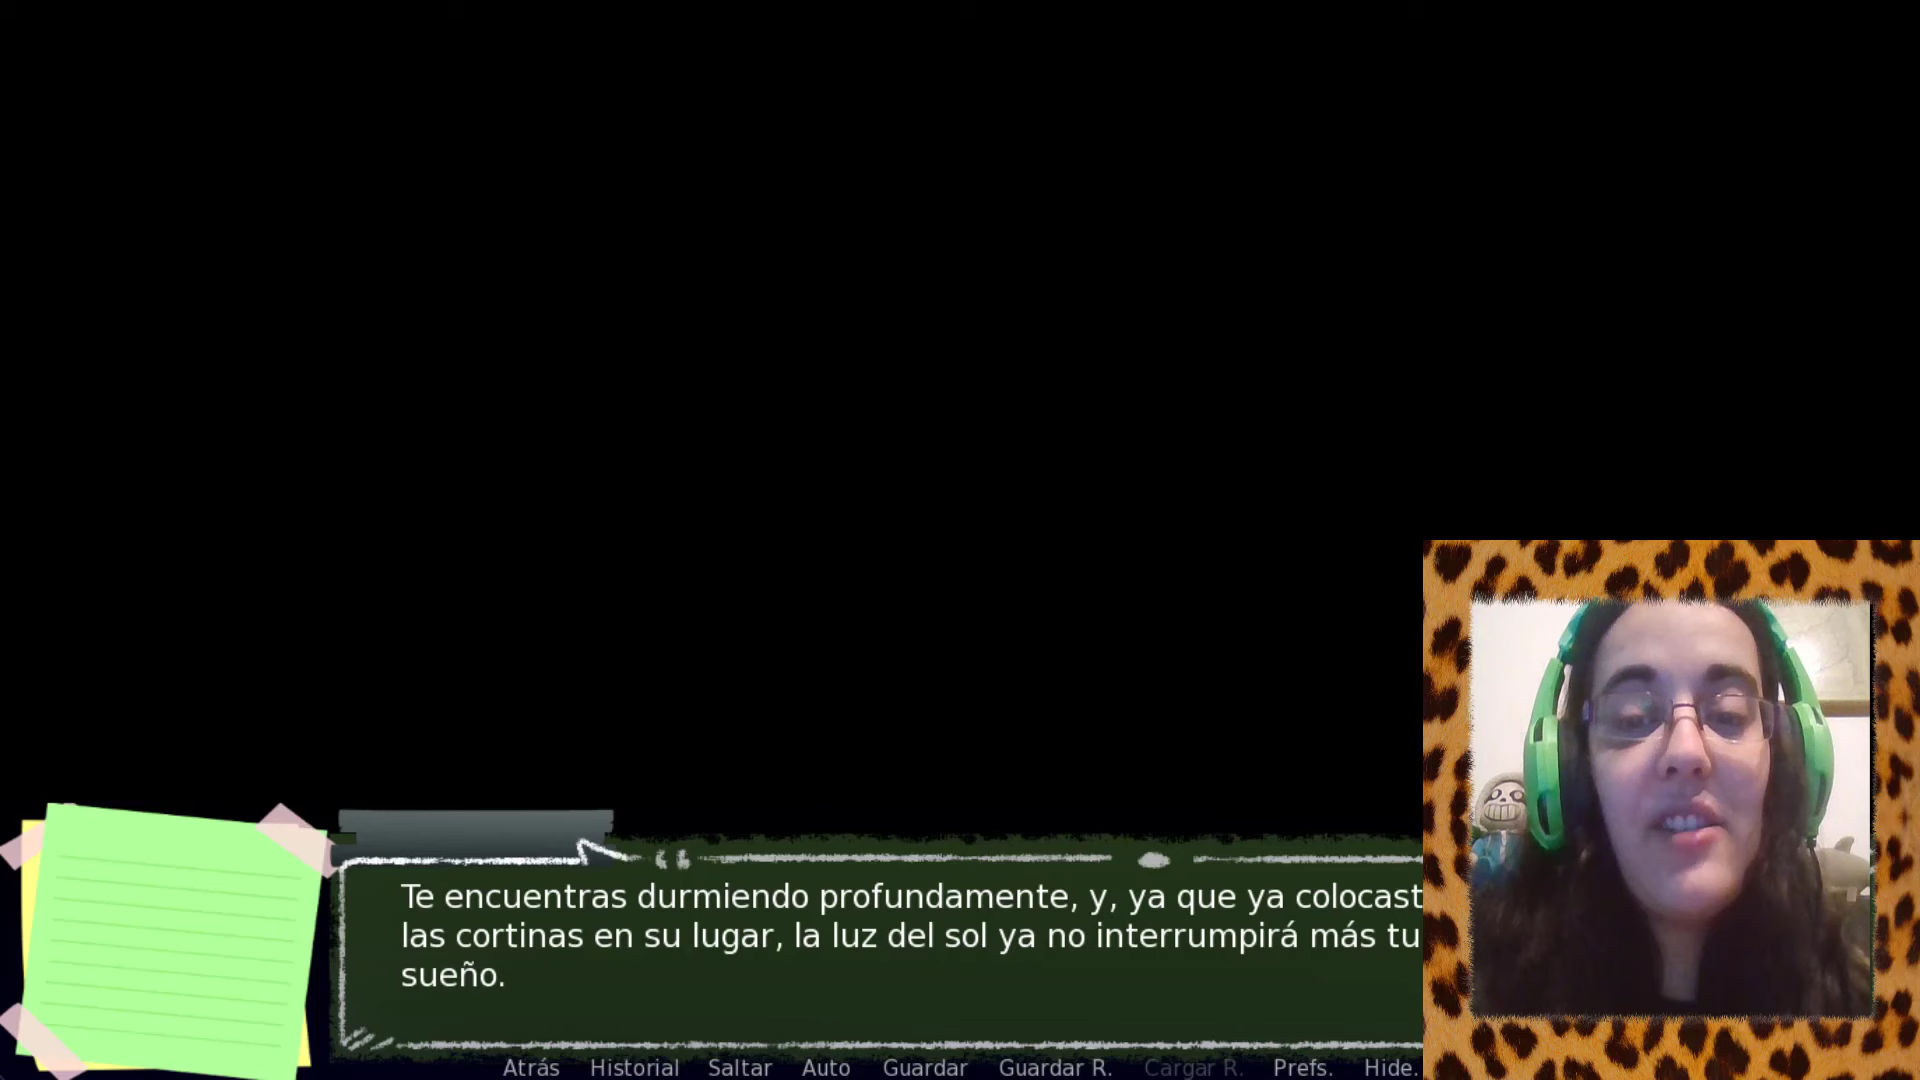 Te encuentras durmiendo profundamente, y, ya que ya colocast
las cortinas en su lugar, la luz del sol ya no interrumpirá más tu
sueño.
Atrás Historial Saltar Auto Guardar Guardar R. Cargar R. Prefs. Hide.